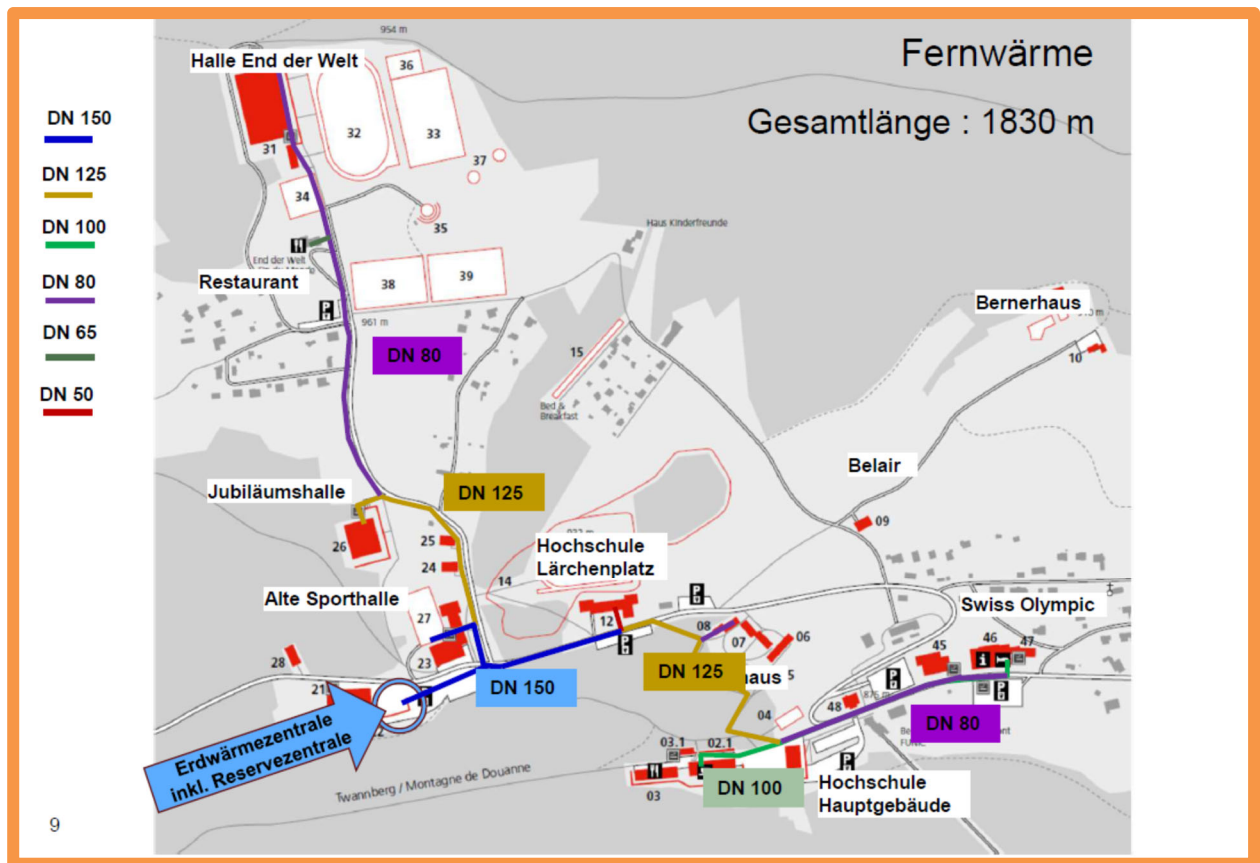 Fernwärme
Gesamtlänge : 1830 m
DN 150
DN 125
DN 100
DN 80
DN 65
DN 50
954 m
Halle End der Welt
36
32
33
31
37
34
35
End der Welt
Restaurant
38
39
P
961 m
Haus Kinderfreunde
15
Bed &
Breakfast
Bernerhaus
10
DN 80
Belair
09
Jubiläumshalle
DN 125
26
25
24
14
Hochschule
Lärchenplatz
12
P
P
Alte Sporthalle
27
23
28
21
08
07
06
DN 150
DN 125
haus
04
Swiss Olympic
45
46
47
i
P
P
48
875 m
DN 80
Erdwärmezentrale
inkl. Reservezentrale
Twannberg / Montagne de Douanne
03.1
02.1
03
DN 100
P
Hochschule
Hauptgebäude
9